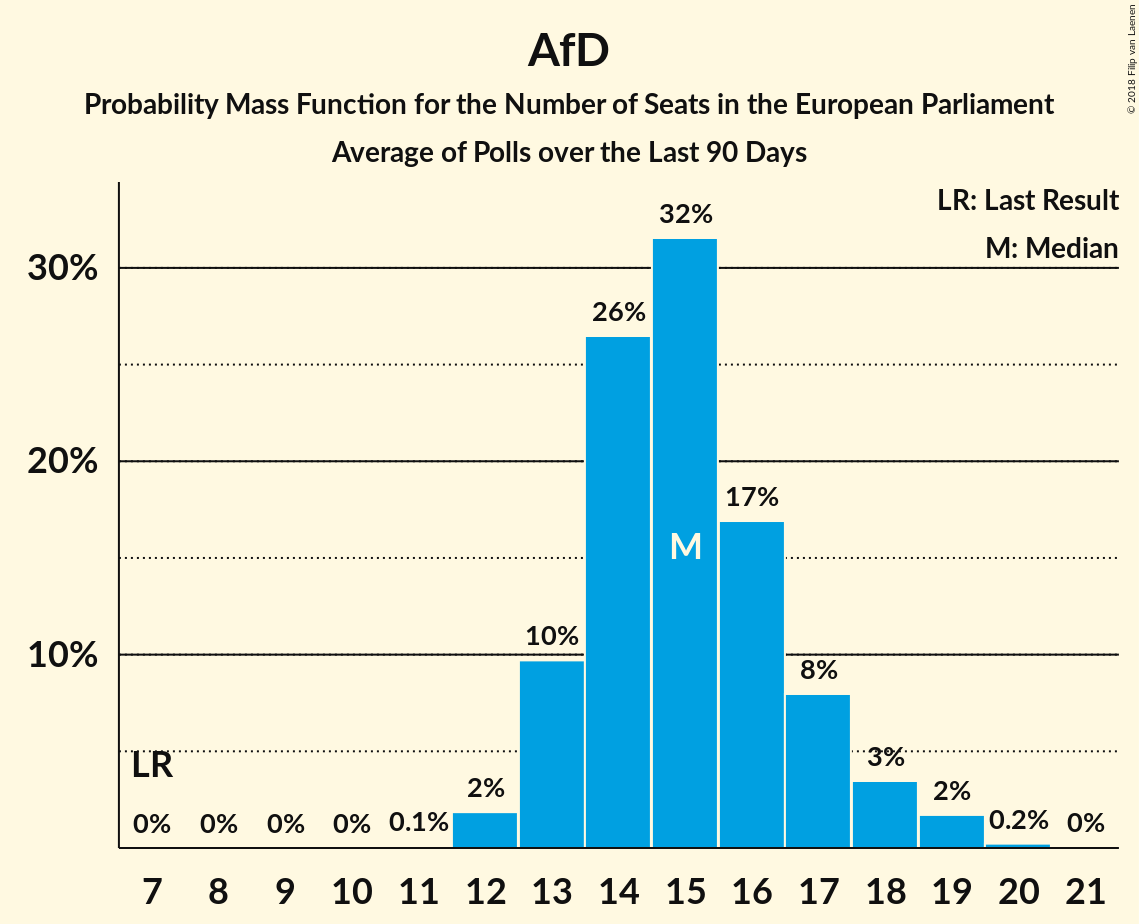 AfD
Probability Mass Function for the Number of Seats in the European Parliament
Average of Polls over the Last 90 Days
© 2018 Filip van Laenen
LR: Last Result
M: Median
30%
20%
10%
32%
26%
17%
M
10%
8%
LR
3%
2%
2%
0%
0%
0%
0%
0.1%
0.2%
0%
7 8 9 10 11 12 13 14 15 16 17 18 19 20 21